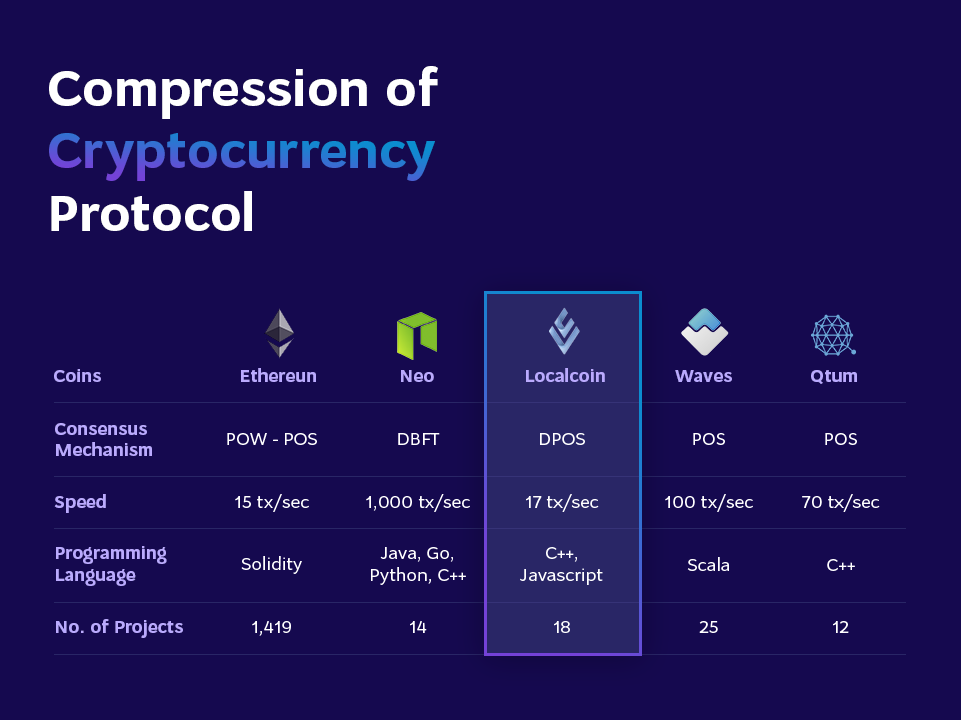 Compression of
Cryptocurrency
Protocol
Coins Ethereun Neo Localcoin Waves Qtum
Consensus
Mechanism
POW - POS DBFT DPOS POS POS
Speed 15 tx/sec 1,000 tx/sec 17 tx/sec 100 tx/sec 70 tx/sec
Programming
Language
Solidity
Java, Go,
Python, C++
C++,
Javascript
Scala
C++
No. of Projects 1,419 14 18 25 12